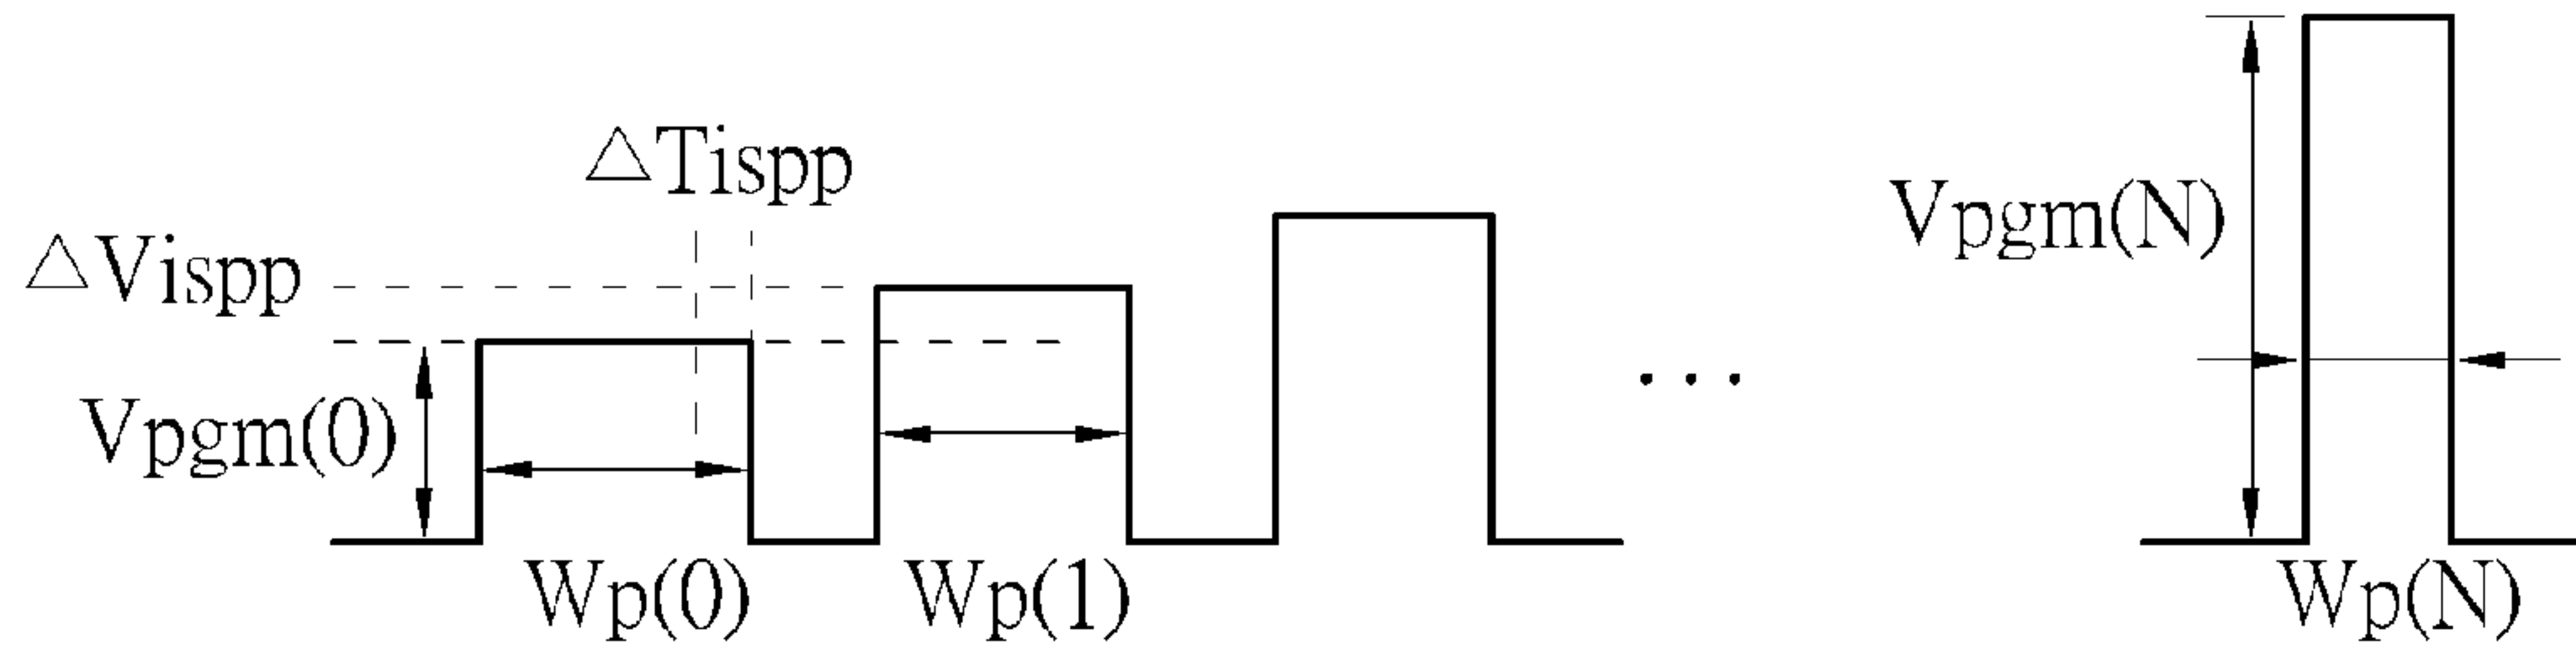 △Tispp
△Vispp
Vpgm(N)
Vpgm(0)
. . .
Wp(0)
Wp(1)
Wp(N)